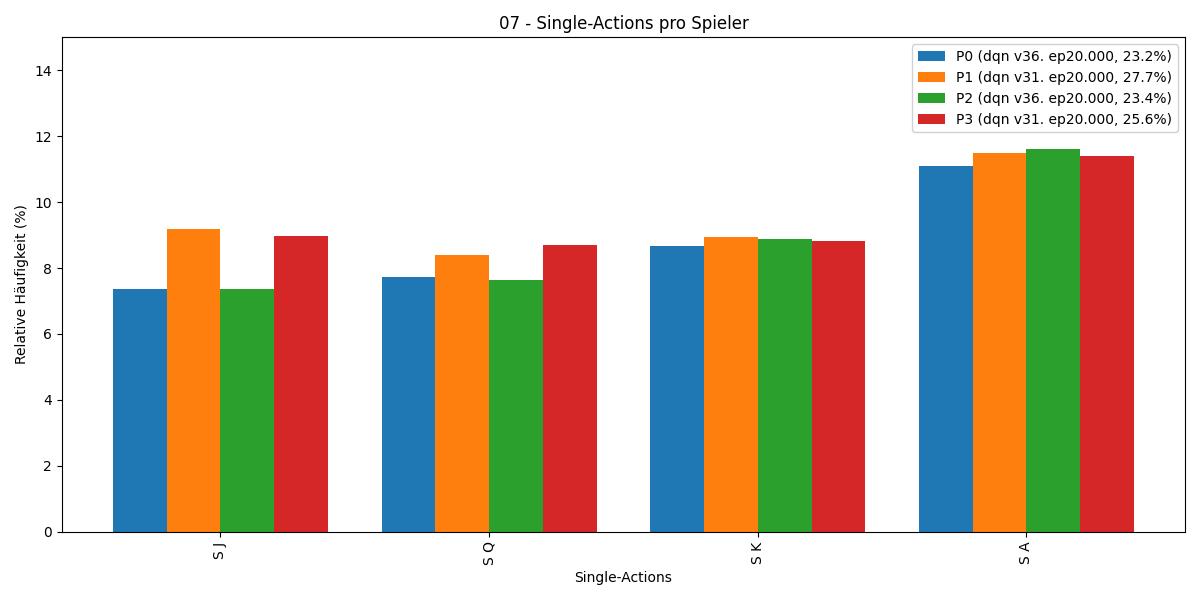 07 - Single-Actions pro Spieler
P0 (dqn v36. ep20.000, 23.2%)
P1 (dqn v31. ep20.000, 27.7%)
P2 (dqn v36. ep20.000, 23.4%)
P3 (dqn v31. ep20.000, 25.6%)
Relative Häufigkeit (%)
14
12
10
8
6
4
2
0
S J
S Q
S K
S A
Single-Actions